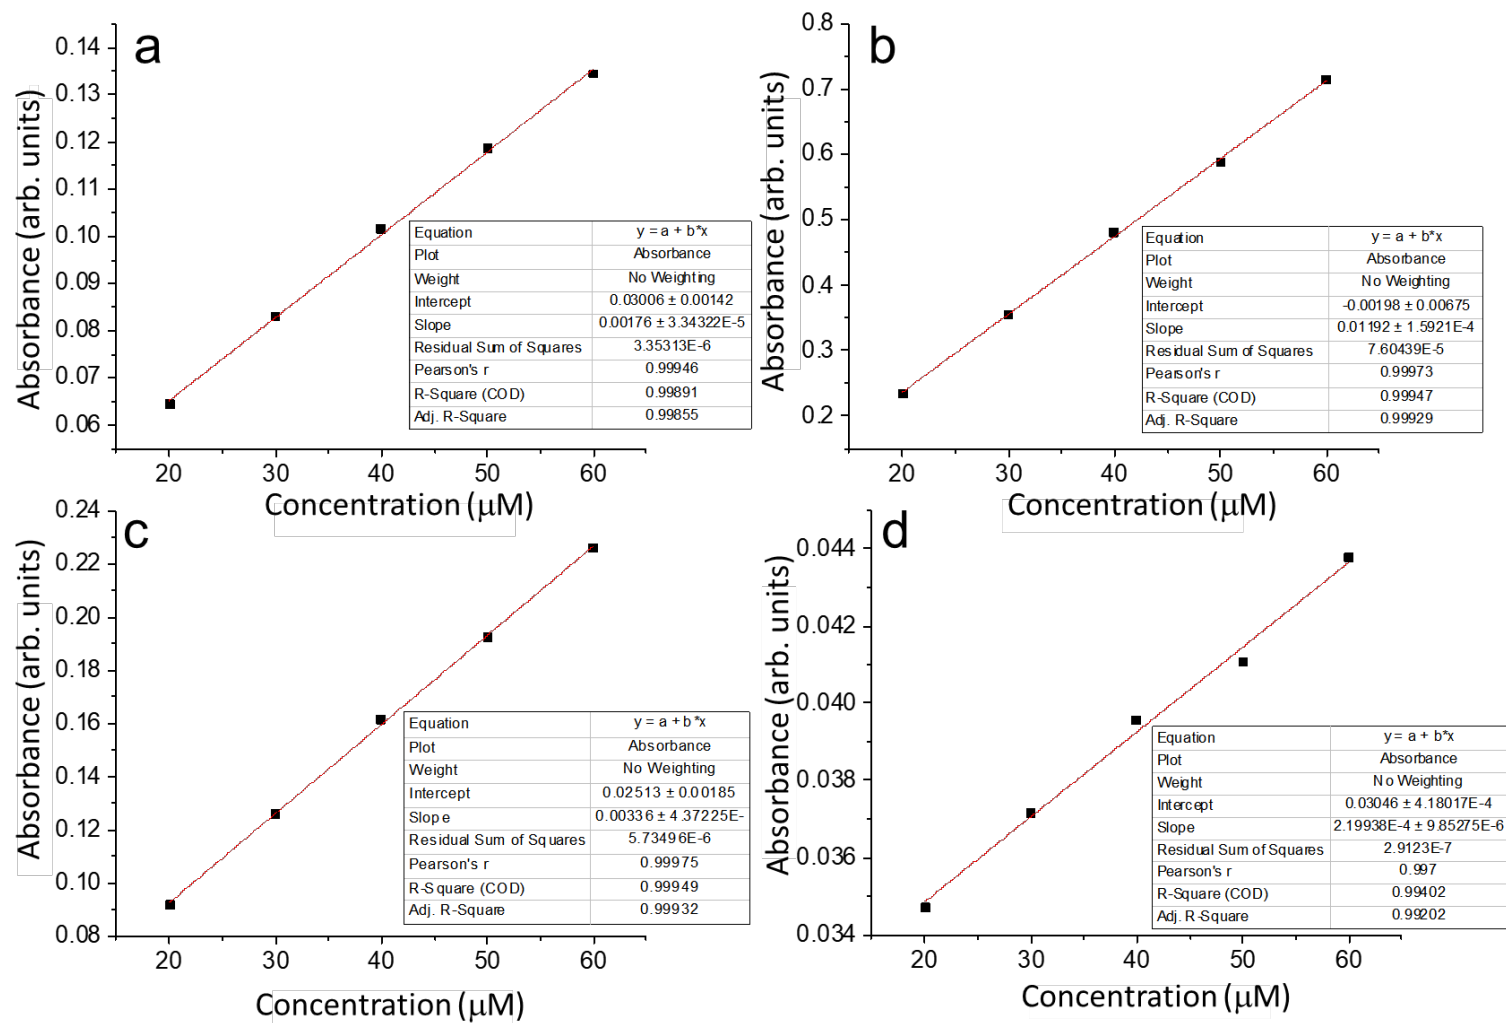 a
Absorbance (arb. units)
0.14
0.13
0.12
0.11
0.10
0.09
0.08
0.07
0.06
20 30 40 50 60
Concentration (μM)
Equation y = a + b*x
Plot Absorbance
Weight No Weighting
Intercept 0.03006 ± 0.00142
Slope 0.00176 ± 3.34322E-5
Residual Sum of Squares 3.35313E-6
Pearson's r 0.99946
R-Square (COD) 0.99891
Adj. R-Square 0.99855
b
Absorbance (arb. units)
0.8
0.7
0.6
0.5
0.4
0.3
0.2
20 30 40 50 60
Concentration (μM)
Equation y = a + b*x
Plot Absorbance
Weight No Weighting
Intercept -0.00198 ± 0.00675
Slope 0.01192 ± 1.5921E-4
Residual Sum of Squares 7.60439E-5
Pearson's r 0.99973
R-Square (COD) 0.99947
Adj. R-Square 0.99929
c
Absorbance (arb. units)
0.24
0.22
0.20
0.18
0.16
0.14
0.12
0.10
0.08
20 30 40 50 60
Concentration (μM)
Equation y = a + b*x
Plot Absorbance
Weight No Weighting
Intercept 0.02513 ± 0.00185
Slope 0.00336 ± 4.37225E-
Residual Sum of Squares 5.73496E-6
Pearson's r 0.99975
R-Square (COD) 0.99949
Adj. R-Square 0.99932
d
Absorbance (arb. units)
0.044
0.042
0.040
0.038
0.036
0.034
20 30 40 50 60
Concentration (μM)
Equation y = a + b*x
Plot Absorbance
Weight No Weighting
Intercept 0.03046 ± 4.18017E-4
Slope 2.19938E-4 ± 9.85275E-6
Residual Sum of Squares 2.9123E-7
Pearson's r 0.997
R-Square (COD) 0.99402
Adj. R-Square 0.99202